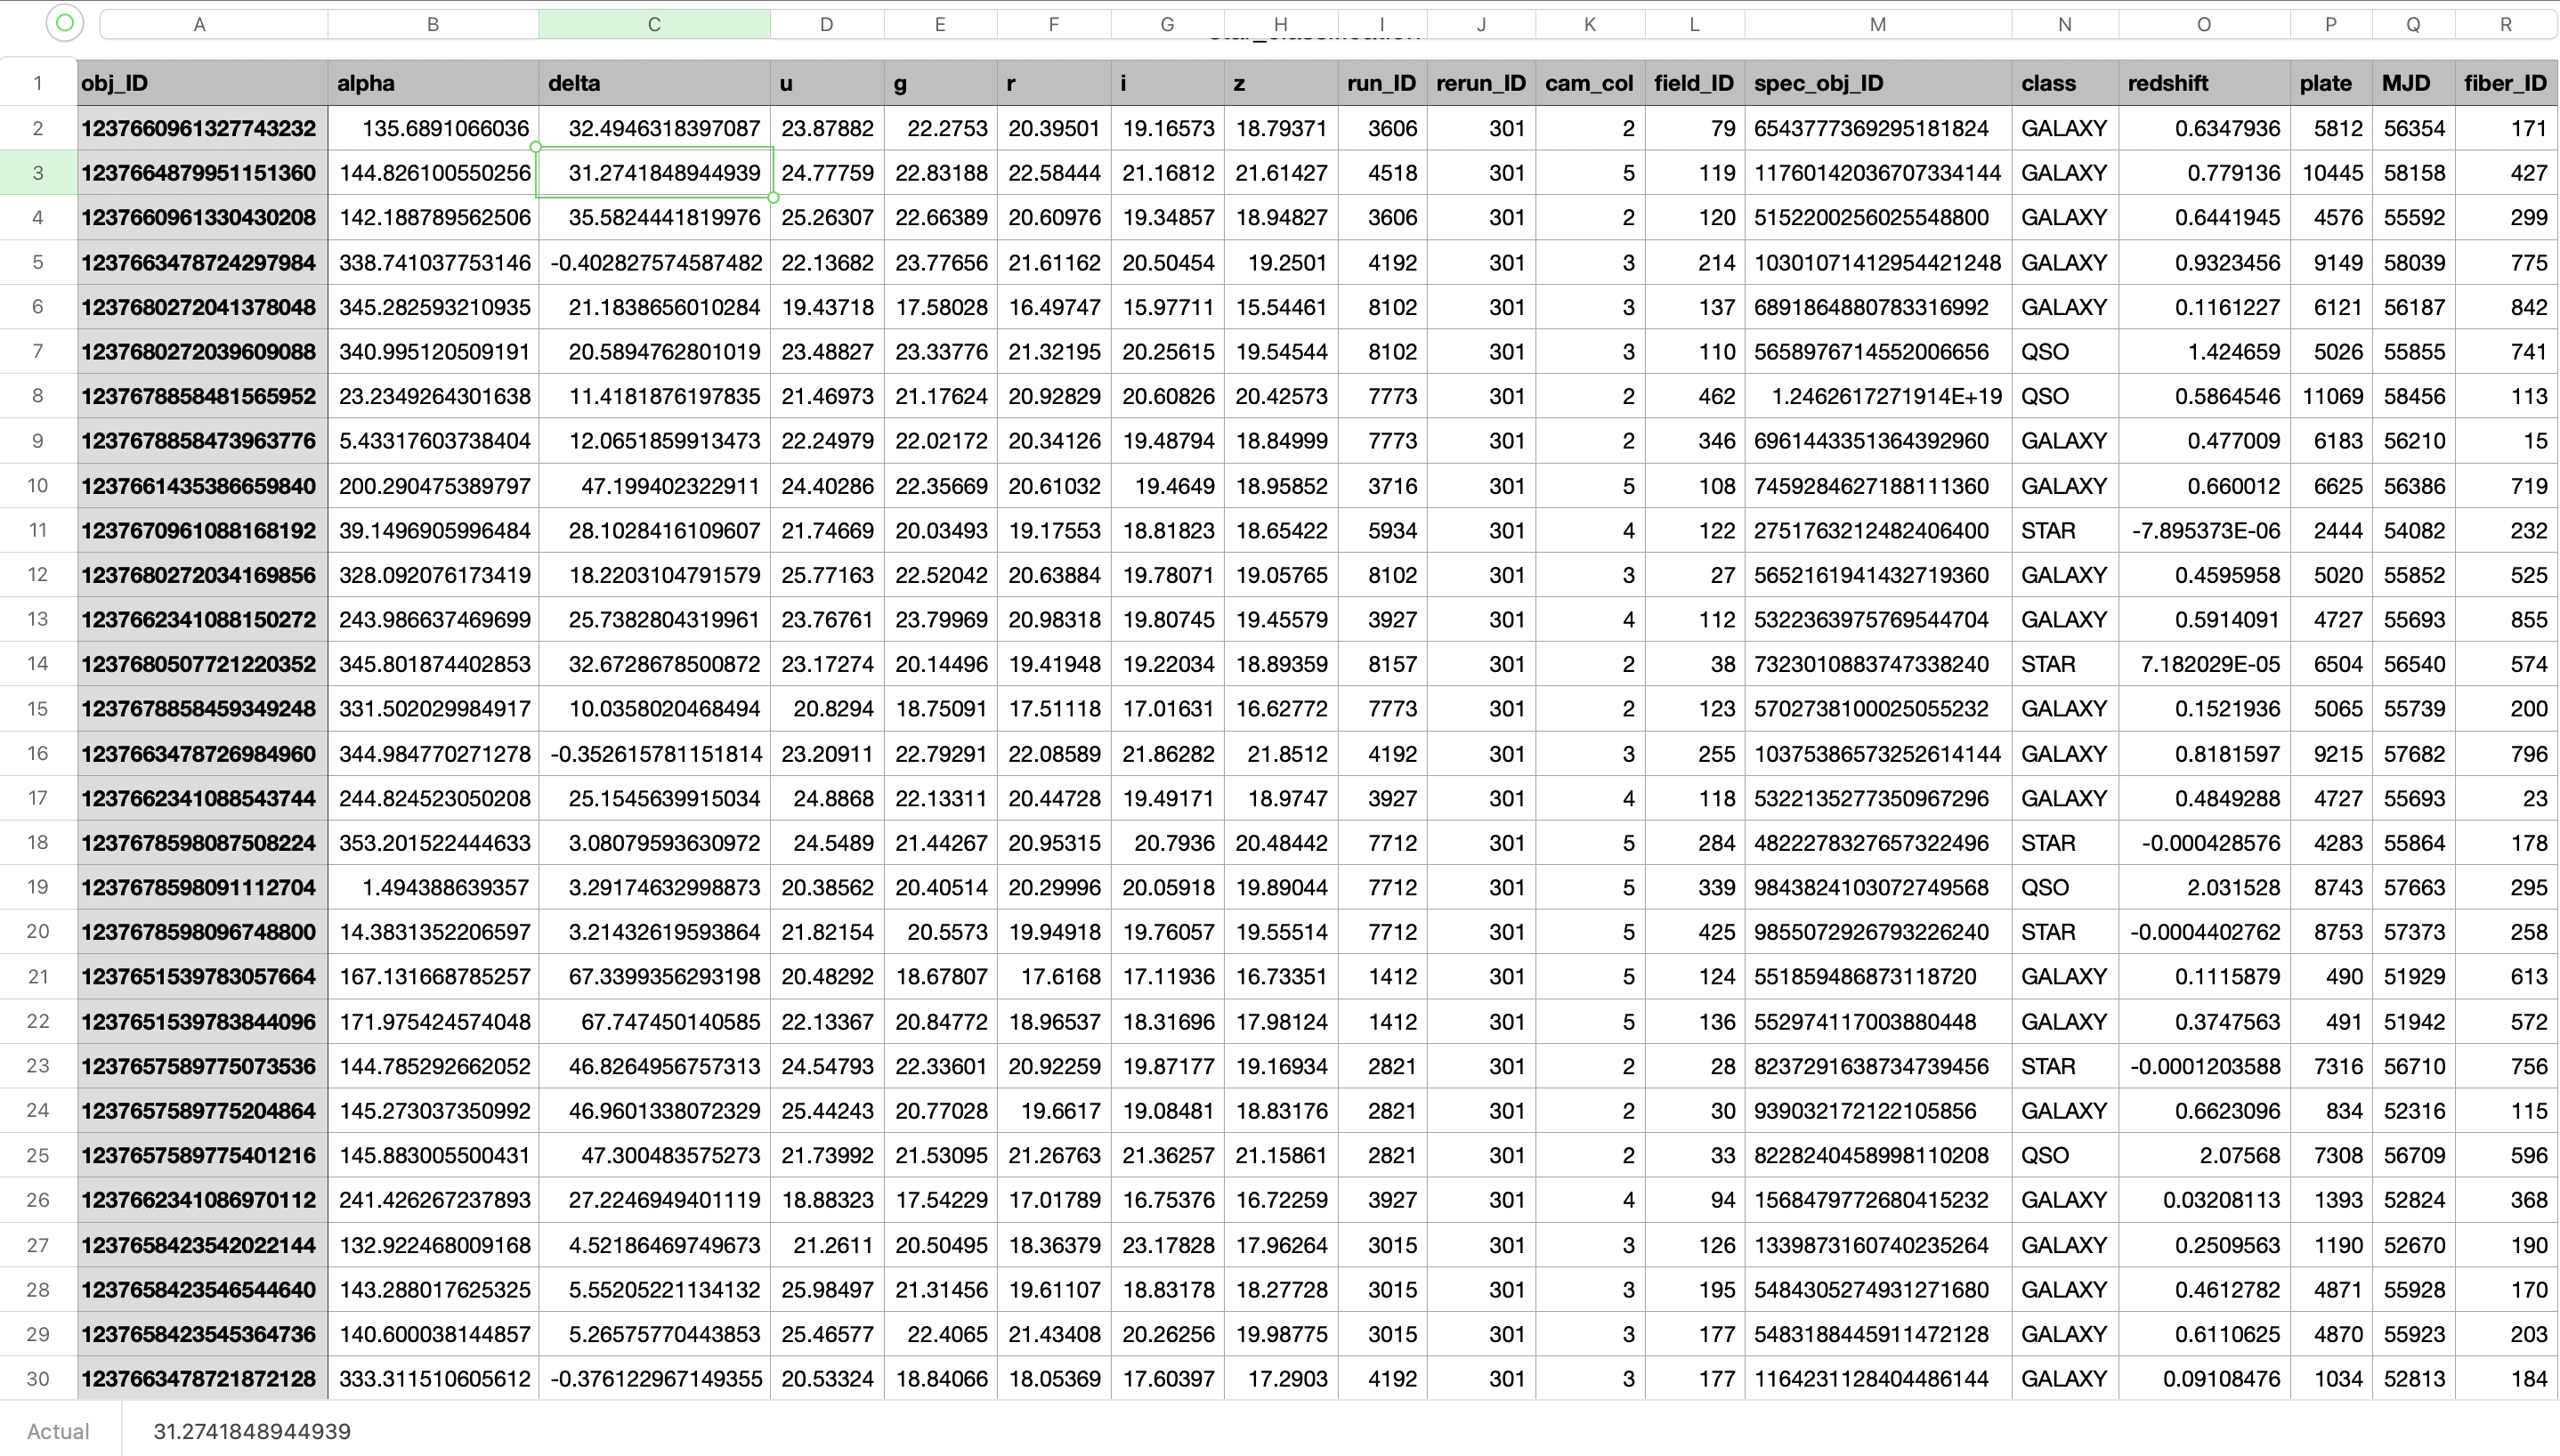 A B C D E F G H I J K L M N O P Q R
1 obj_ID alpha delta u g r i z run_ID rerun_ID cam_col field_ID spec_obj_ID class redshift plate MJD fiber_ID
2 1237660961327743232 135.6891066036 32.4946318397087 23.87882 22.2753 20.39501 19.16573 18.79371 3606 301 2 79 6543777369295181824 GALAXY 0.6347936 5812 56354 171
3 1237664879951151360 144.826100550256 31.2741848944939 24.77759 22.83188 22.58444 21.16812 21.61427 4518 301 5 119 11760142036707334144 GALAXY 0.779136 10445 58158 427
4 1237660961330430208 142.188789562506 35.5824441819976 25.26307 22.66389 20.60976 19.34857 18.94827 3606 301 2 120 5152200256025548800 GALAXY 0.6441945 4576 55592 299
5 1237663478724297984 338.741037753146 -0.402827574587482 22.13682 23.77656 21.61162 20.50454 19.2501 4192 301 3 214 10301071412954421248 GALAXY 0.9323456 9149 58039 775
6 1237680272041378048 345.282593210935 21.1838656010284 19.43718 17.58028 16.49747 15.97711 15.54461 8102 301 3 137 6891864880783316992 GALAXY 0.1161227 6121 56187 842
7 1237680272039609088 340.995120509191 20.5894762801019 23.48827 23.33776 21.32195 20.25615 19.54544 8102 301 3 110 5658976714552006656 QSO 1.424659 5026 55855 741
8 1237678858481565952 23.2349264301638 11.4181876197835 21.46973 21.17624 20.92829 20.60826 20.42573 7773 301 2 462 1.2462617271914E+19 QSO 0.5864546 11069 58456 113
9 1237678858473963776 5.43317603738404 12.0651859913473 22.24979 22.02172 20.34126 19.48794 18.84999 7773 301 2 346 6961443351364392960 GALAXY 0.477009 6183 56210 15
10 1237661435386659840 200.290475389797 47.199402322911 24.40286 22.35669 20.61032 19.4649 18.95852 3716 301 5 108 7459284627188111360 GALAXY 0.660012 6625 56386 719
11 1237670961088168192 39.1496905996484 28.1028416109607 21.74669 20.03493 19.17553 18.81823 18.65422 5934 301 4 122 2751763212482406400 STAR -7.895373E-06 2444 54082 232
12 1237680272034169856 328.092076173419 18.2203104791579 25.77163 22.52042 20.63884 19.78071 19.05765 8102 301 3 27 5652161941432719360 GALAXY 0.4595958 5020 55852 525
13 1237662341088150272 243.986637469699 25.7382804319961 23.76761 23.79969 20.98318 19.80745 19.45579 3927 301 4 112 5322363975769544704 GALAXY 0.5914091 4727 55693 855
14 1237680507721220352 345.801874402853 32.6728678500872 23.17274 20.14496 19.41948 19.22034 18.89359 8157 301 2 38 7323010883747338240 STAR 7.182029E-05 6504 56540 574
15 1237678858459349248 331.502029984917 10.0358020468494 20.8294 18.75091 17.51118 17.01631 16.62772 7773 301 2 123 5702738100025055232 GALAXY 0.1521936 5065 55739 200
16 1237663478726984960 344.984770271278 -0.352615781151814 23.20911 22.79291 22.08589 21.86282 21.8512 4192 301 3 255 10375386573252614144 GALAXY 0.8181597 9215 57682 796
17 1237662341088543744 244.824523050208 25.1545639915034 24.8868 22.13311 20.44728 19.49171 18.9747 3927 301 4 118 5322135277350967296 GALAXY 0.4849288 4727 55693 23
18 1237678598087508224 353.201522444633 3.08079593630972 24.5489 21.44267 20.95315 20.7936 20.48442 7712 301 5 284 4822278327657322496 STAR -0.000428576 4283 55864 178
19 1237678598091112704 1.494388639357 3.29174632998873 20.38562 20.40514 20.29996 20.05918 19.89044 7712 301 5 339 9843824103072749568 QSO 2.031528 8743 57663 295
20 1237678598096748800 14.3831352206597 3.21432619593864 21.82154 20.5573 19.94918 19.76057 19.55514 7712 301 5 425 9855072926793226240 STAR -0.0004402762 8753 57373 258
21 1237651539783057664 167.131668785257 67.3399356293198 20.48292 18.67807 17.6168 17.11936 16.73351 1412 301 5 124 551859486873118720 GALAXY 0.1115879 490 51929 613
22 1237651539783844096 171.975424574048 67.747450140585 22.13367 20.84772 18.96537 18.31696 17.98124 1412 301 5 136 552974117003880448 GALAXY 0.3747563 491 51942 572
23 1237657589775073536 144.785292662052 46.8264956757313 24.54793 22.33601 20.92259 19.87177 19.16934 2821 301 2 28 8237291638734739456 STAR -0.0001203588 7316 56710 756
24 1237657589775204864 145.273037350992 46.9601338072329 25.44243 20.77028 19.6617 19.08481 18.83176 2821 301 2 30 939032172122105856 GALAXY 0.6623096 834 52316 115
25 1237657589775401216 145.883005500431 47.300483575273 21.73992 21.53095 21.26763 21.36257 21.15861 2821 301 2 33 8228240458998110208 QSO 2.07568 7308 56709 596
26 1237662341086970112 241.426267237893 27.2246949401119 18.88323 17.54229 17.01789 16.75376 16.72259 3927 301 4 94 1568479772680415232 GALAXY 0.03208113 1393 52824 368
27 1237658423542022144 132.922468009168 4.52186469749673 21.2611 20.50495 18.36379 23.17828 17.96264 3015 301 3 126 1339873160740235264 GALAXY 0.2509563 1190 52670 190
28 1237658423546544640 143.288017625325 5.55205221134132 25.98497 21.31456 19.61107 18.83178 18.27728 3015 301 3 195 5484305274931271680 GALAXY 0.4612782 4871 55928 170
29 1237658423545364736 140.600038144857 5.26575770443853 25.46577 22.4065 21.43408 20.26256 19.98775 3015 301 3 177 5483188445911472128 GALAXY 0.6110625 4870 55923 203
30 1237663478721872128 333.311510605612 -0.376122967149355 20.53324 18.84066 18.05369 17.60397 17.2903 4192 301 3 177 1164231128404486144 GALAXY 0.09108476 1034 52813 184
Actual 31.2741848944939